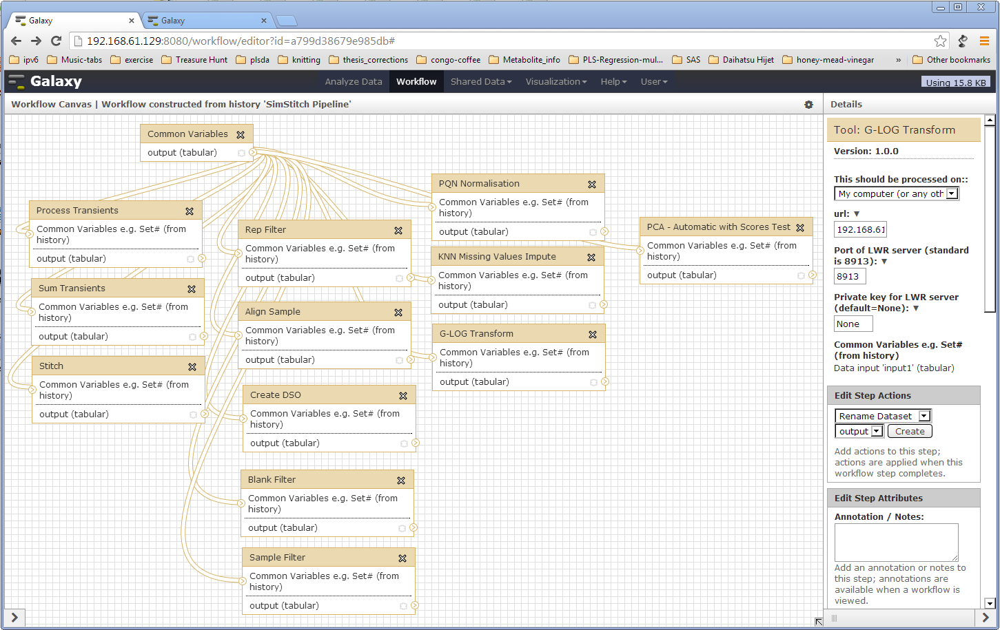 Galaxy
Galaxy
192.168.61.129:8080/workflow/editor?id=a799d38679e985db#
ipv6 Music-tabs exercise Treasure Hunt plsda knitting thesis_corrections congo-coffee Metabolite_info PLS-Regression-mul... SAS Daihatsu Hijet honey-mead-vinegar » Other bookmarks
Galaxy Analyze Data Workflow Shared Data Visualization Help User Using 15.8 KB
Workflow Canvas | Workflow constructed from history 'SimStitch Pipeline'
Common Variables
output (tabular)
Process Transients
Common Variables e.g. Set# (from
history)
output (tabular)
Sum Transients
Common Variables e.g. Set# (from
history)
output (tabular)
Stitch
Common Variables e.g. Set# (from
history)
output (tabular)
Rep Filter
Common Variables e.g. Set# (from
history)
output (tabular)
Align Sample
Common Variables e.g. Set# (from
history)
output (tabular)
Create DSO
Common Variables e.g. Set# (from
history)
output (tabular)
Blank Filter
Common Variables e.g. Set# (from
history)
output (tabular)
Sample Filter
Common Variables e.g. Set# (from
history)
output (tabular)
PQN Normalisation
Common Variables e.g. Set# (from
history)
output (tabular)
KNN Missing Values Impute
Common Variables e.g. Set# (from
history)
output (tabular)
G-LOG Transform
Common Variables e.g. Set# (from
history)
output (tabular)
PCA - Automatic with Scores Test
Common Variables e.g. Set# (from
history)
output (tabular)
Details
Tool: G-LOG Transform
Version: 1.0.0
This should be processed on::
My computer (or any oth
url:
192.168.61
Port of LWR server (standard
is 8913):
8913
Private key for LWR server
(default=None):
None
Common Variables e.g. Set#
(from history)
Data input 'input1' (tabular)
Edit Step Actions
Rename Dataset
output Create
Add actions to this step;
actions are applied when this
workflow step completes.
Edit Step Attributes
Annotation / Notes:
Add an annotation or notes to
this step; annotations are
available when a workflow is
viewed.